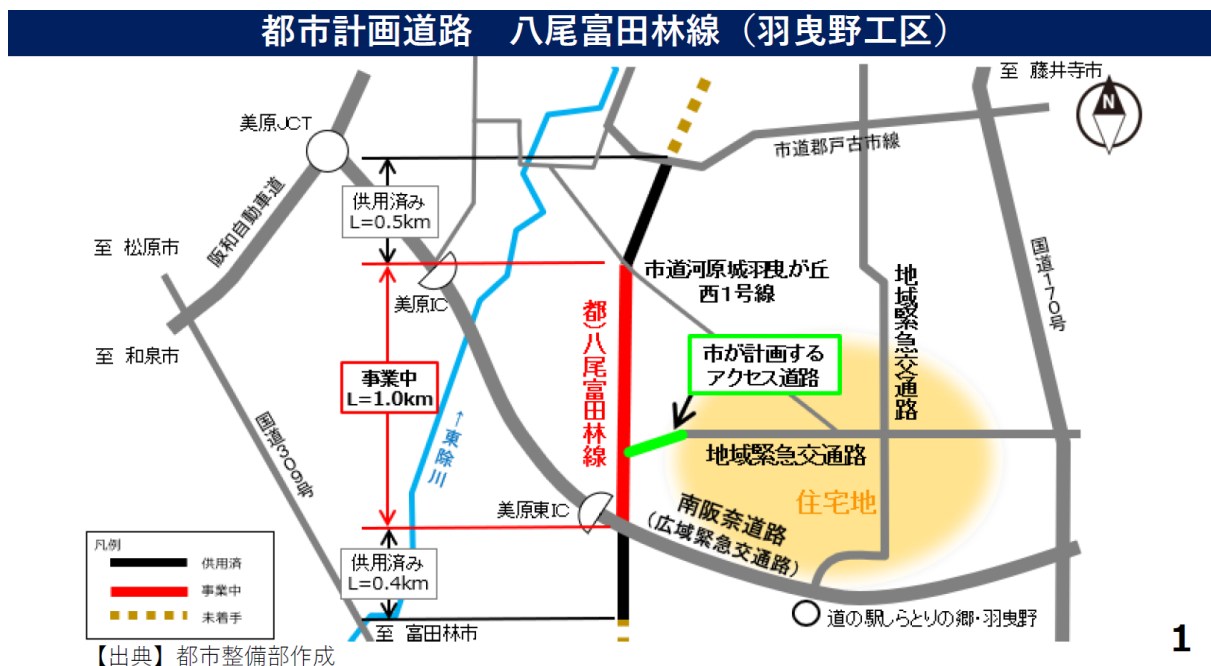 都市計画道路　八尾富田林線（羽曳野工区）
至 藤井寺市
N
美原JCT
市道郡戸古市線
供用済み
L=0.5km
阪和自動車道
至 松原市
国道170号
市道河原城羽曳が丘
西1号線
美原IC
地域緊急交通路
都)八尾富田林線
市が計画する
アクセス道路
至 和泉市
事業中
L=1.0km
←東除川
国道309号
地域緊急交通路
住宅地
美原東IC
南阪奈道路
（広域緊急交通路）
凡例
供用済
事業中
未着手
供用済み
L=0.4km
道の駅しらとりの郷・羽曳野
至 富田林市
【出典】都市整備部作成
1